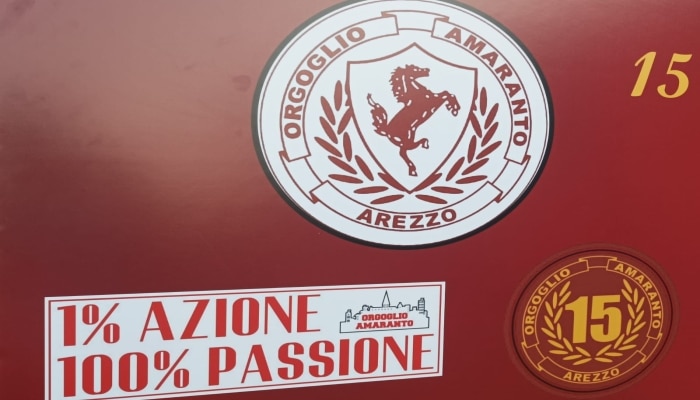 ORGOGLIO AMARANTO
AREZZO
15
1% AZIONE
100% PASSIONE
ORGOGLIO
AMARANTO
ORGOGLIO AMARANTO
15
AREZZO